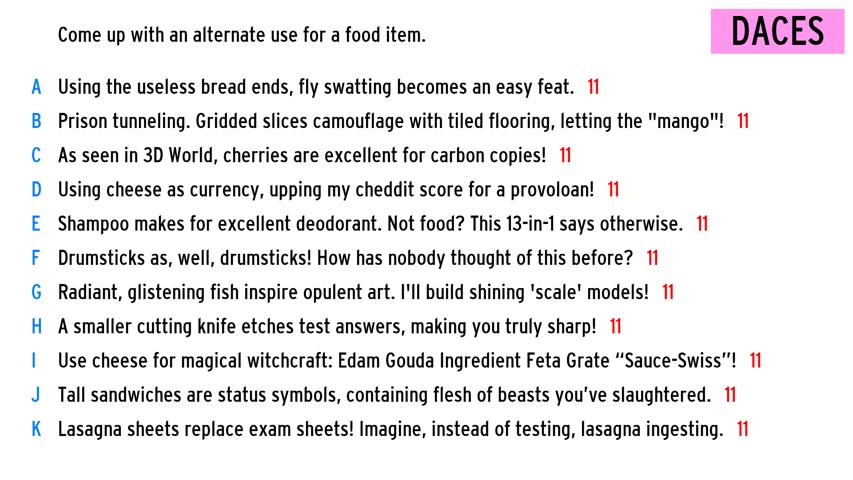 Come up with an alternate use for a food item.
DACES
A Using the useless bread ends, fly swatting becomes an easy feat. 11
B Prison tunneling. Gridded slices camouflage with tiled flooring, letting the "mango"! 11
C As seen in 3D World, cherries are excellent for carbon copies! 11
D Using cheese as currency, upping my cheddit score for a provoloan! 11
E Shampoo makes for excellent deodorant. Not food? This 13-in-1 says otherwise. 11
F Drumsticks as, well, drumsticks! How has nobody thought of this before? 11
G Radiant, glistening fish inspire opulent art. I'll build shining 'scale' models! 11
H A smaller cutting knife etches test answers, making you truly sharp! 11
I Use cheese for magical witchcraft: Edam Gouda Ingredient Feta Grate “Sauce-Swiss”! 11
J Tall sandwiches are status symbols, containing flesh of beasts you’ve slaughtered. 11
K Lasagna sheets replace exam sheets! Imagine, instead of testing, lasagna ingesting. 11